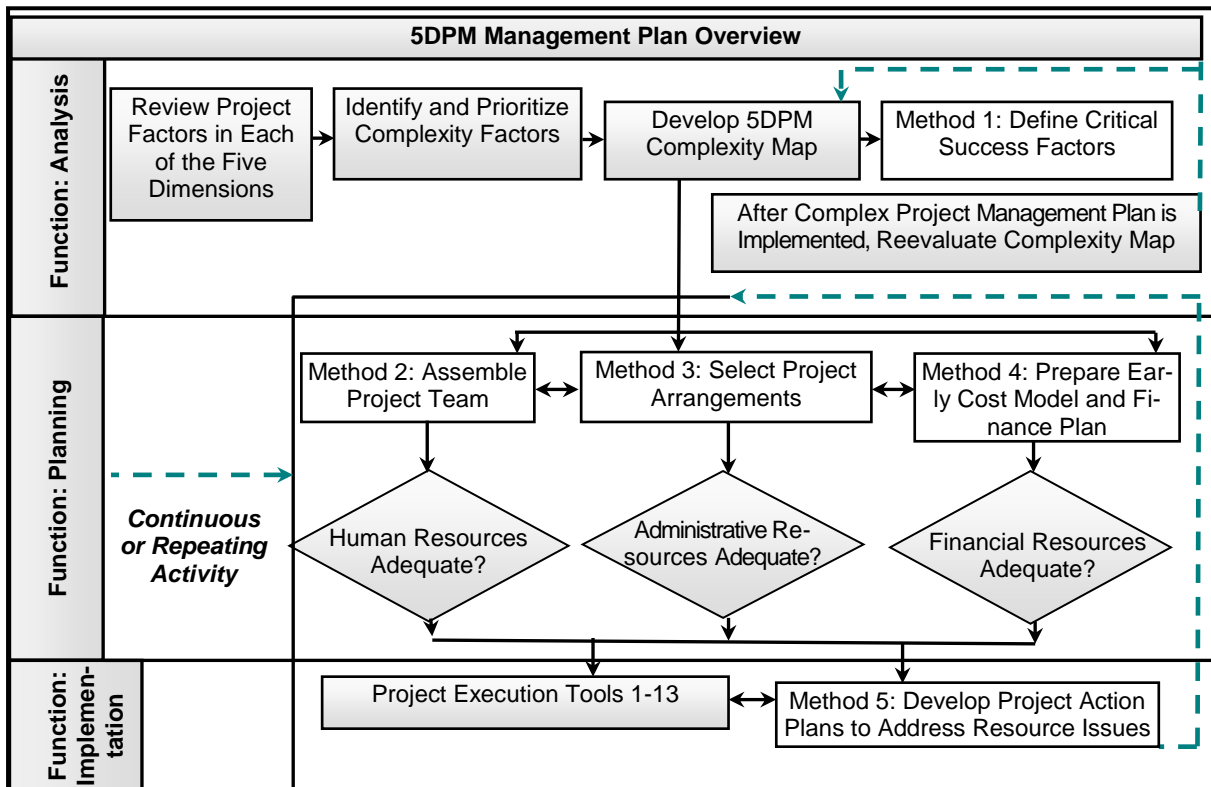 5DPM Management Plan Overview
Function: Analysis
Review Project
Factors in Each
of the Five
Dimensions
Identify and Prioritize
Complexity Factors
Develop 5DPM
Complexity Map
Method 1: Define Critical
Success Factors
After Complex Project Management Plan is
Implemented, Reevaluate Complexity Map
Function: Planning
Method 2: Assemble
Project Team
Method 3: Select Project
Arrangements
Method 4: Prepare Ear-
ly Cost Model and Fi-
nance Plan
Continuous
or Repeating
Activity
Human Resources
Adequate?
Administrative Re-
sources Adequate?
Financial Resources
Adequate?
Function:
Implemen-
tation
Project Execution Tools 1-13
Method 5: Develop Project Action
Plans to Address Resource Issues